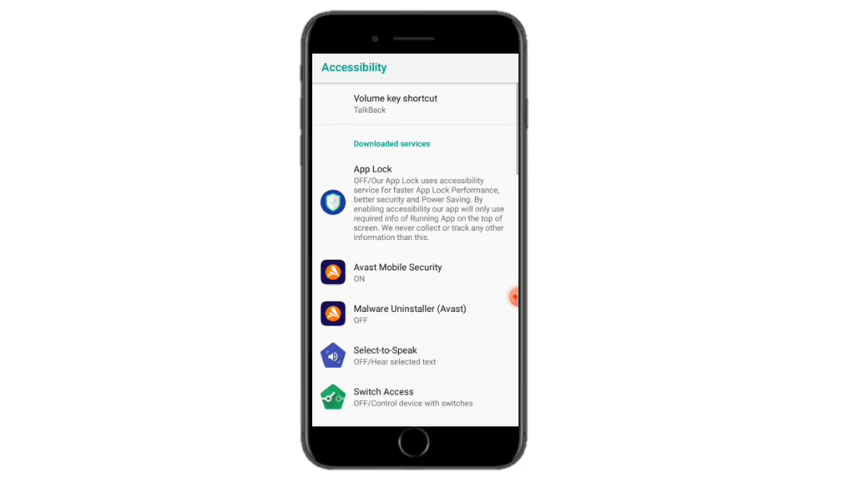 Accessibility
Volume key shortcut
TalkBack
Downloaded services
App Lock
OFF/Our App Lock uses accessibility
service for faster App Lock Performance,
better security and Power Saving. By
enabling accessibility our app will only use
required info of Running App on the top of
screen. We never collect or track any other
information than this.
Avast Mobile Security
ON
Malware Uninstaller (Avast)
OFF
Select-to-Speak
OFF/Hear selected text
Switch Access
OFF/Control device with switches